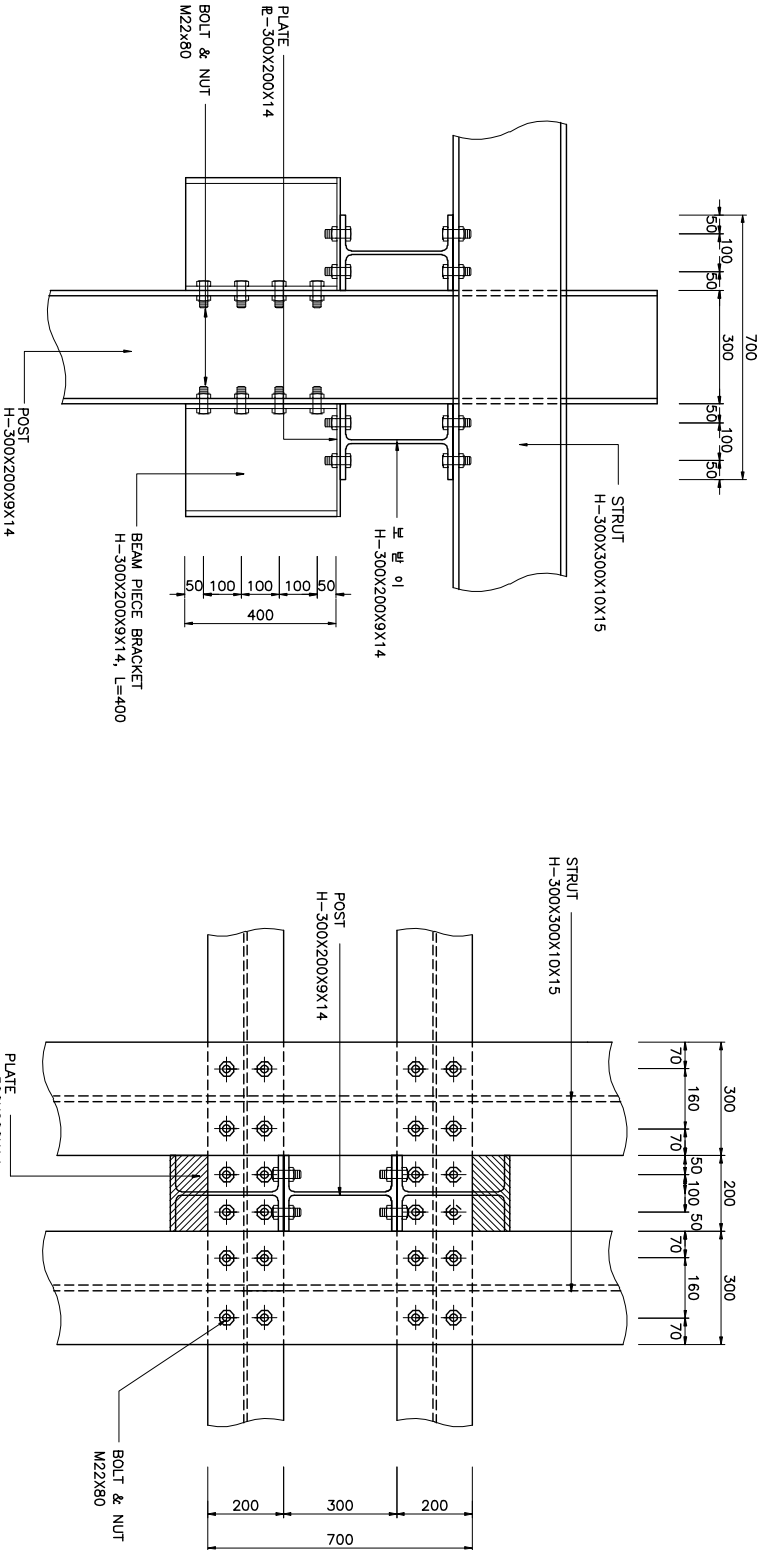 PLATE
PL-300X200X14
BOLT & NUT
M22x80
700
50
100
50
300
50
100
50
STRUT
H-300X300X10X15
보 받 이
H-300X200X9X14
50
100
100
100
50
400
BEAM PIECE BRACKET
H-300X200X9X14, L=400
POST
H-300X200X9X14
STRUT
H-300X300X10X15
POST
H-300X200X9X14
300
200
300
70
160
70
50
100
50
70
160
70
PLATE
BOLT & NUT
M22X80
200
300
200
700